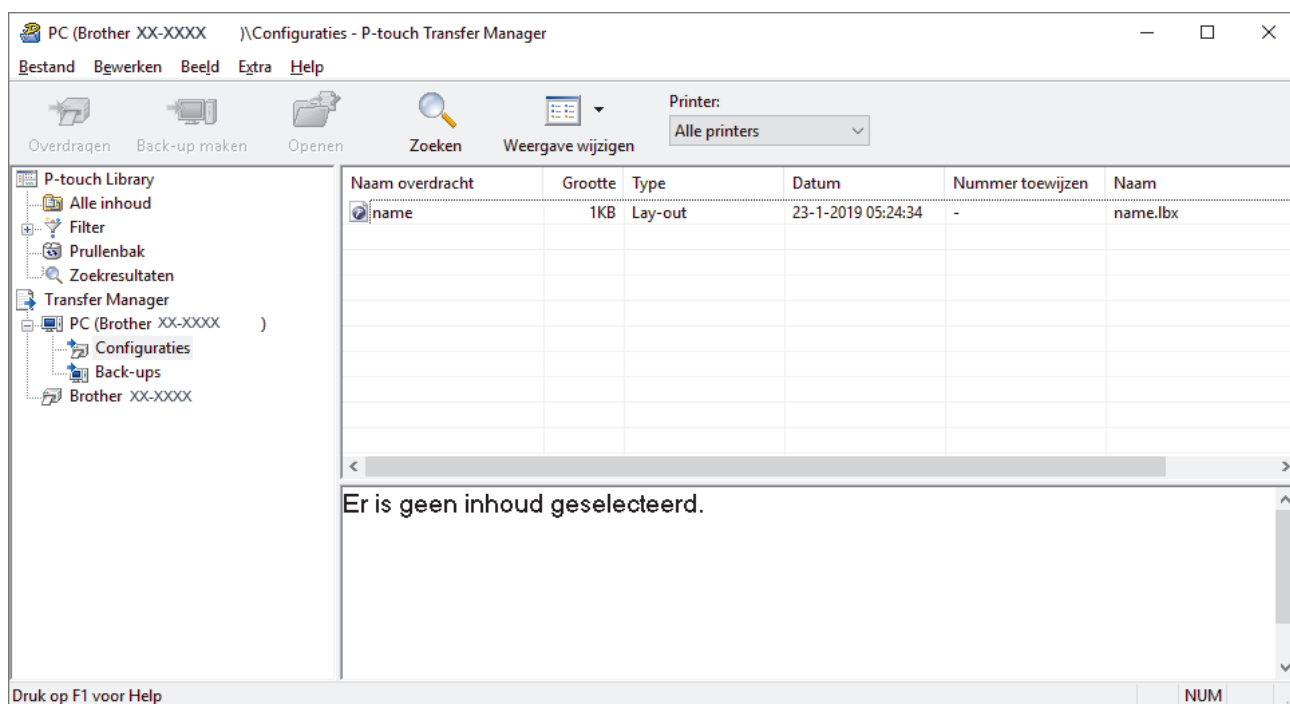 PC (Brother XX-XXXX )\Configuraties - P-touch Transfer Manager
Bestand Bewerken Beeld Extra Help
Overdragen Back-up maken Openen Zoeken Weergave wijzigen
Printer:
Alle printers
P-touch Library
Alle inhoud
Filter
Prullenbak
Zoekresultaten
Transfer Manager
PC (Brother XX-XXXX )
Configuraties
Back-ups
Brother XX-XXXX
Naam overdracht Grootte Type Datum Nummer toewijzen Naam
name 1KB Lay-out 23-1-2019 05:24:34 - name.lbx
Er is geen inhoud geselecteerd.
Druk op F1 voor Help NUM